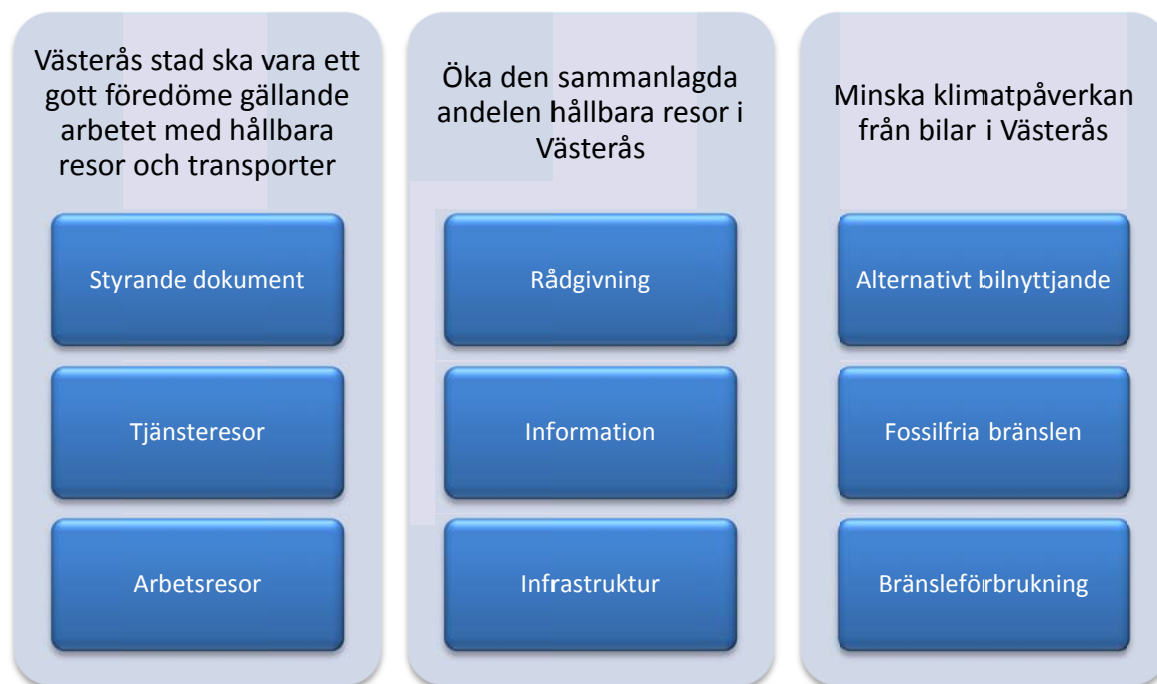 Västerås stad ska vara ett
gott föredöme gällande
arbetet med hållbara
resor och transporter
Styrande dokument
Tjänsteresor
Arbetsresor
Öka den sammanlagda
andelen hållbara resor i
Västerås
Rådgivning
Information
Infrastruktur
Minska klimatpåverkan
från bilar i Västerås
Alternativt bilnyttjande
Fossilfria bränslen
Bränsleförbrukning